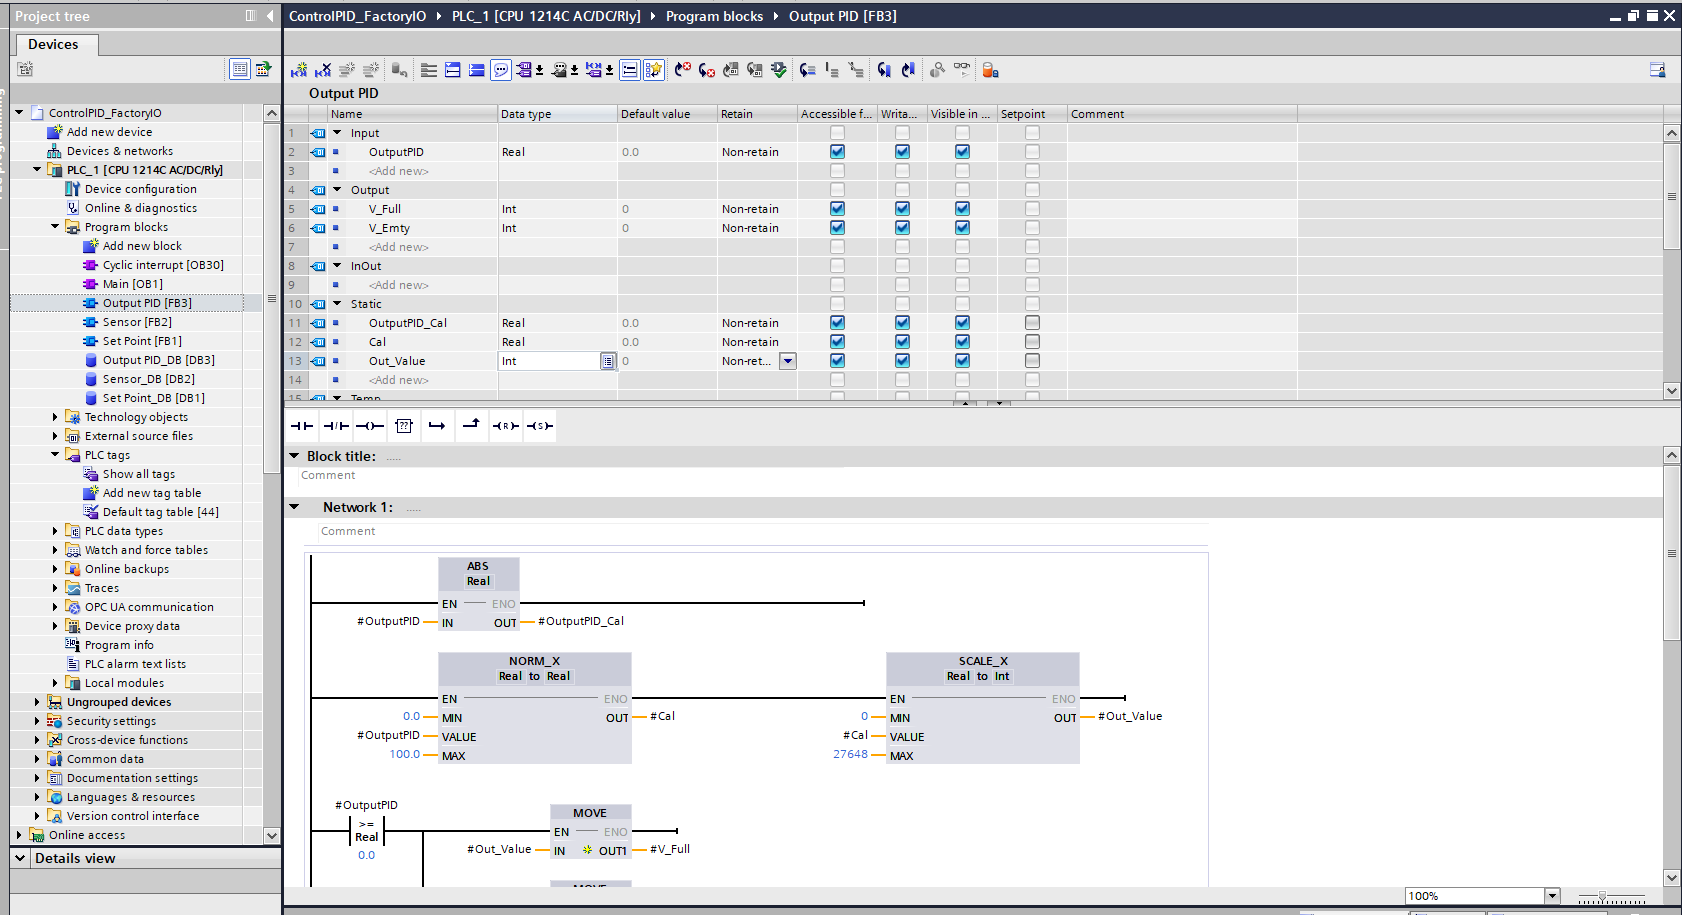 Project tree
ControlPID_FactoryIO PLC_1 [CPU 1214C AC/DC/Rly] Program blocks Output PID [FB3]
Devices
Output PID
Name Data type Default value Retain Accessible f... Writa... Visible in ... Setpoint Comment
1 Input
2 OutputPID Real 0.0 Non-retain
3 <Add new>
4 Output
5 V_Full Int 0 Non-retain
6 V_Emty Int 0 Non-retain
7 <Add new>
8 InOut
9 <Add new>
10 Static
11 OutputPID_Cal Real 0.0 Non-retain
12 Cal Real 0.0 Non-retain
13 Out_Value Int 0 Non-ret...
14 <Add new>
15 Temp
ControlPID_FactoryIO
Add new device
Devices & networks
PLC_1 [CPU 1214C AC/DC/Rly]
Device configuration
Online & diagnostics
Program blocks
Add new block
Cyclic interrupt [OB30]
Main [OB1]
Output PID [FB3]
Sensor [FB2]
Set Point [FB1]
Output PID_DB [DB3]
Sensor_DB [DB2]
Set Point_DB [DB1]
Technology objects
External source files
PLC tags
Show all tags
Add new tag table
Default tag table [44]
PLC data types
Watch and force tables
Online backups
Traces
OPC UA communication
Device proxy data
Program info
PLC alarm text lists
Local modules
Ungrouped devices
Security settings
Cross-device functions
Common data
Documentation settings
Languages & resources
Version control interface
Online access
Details view
??
(R)
(S)
Block title: .....
Comment
Network 1: .....
Comment
ABS
Real
EN ENO
#OutputPID IN OUT #OutputPID_Cal
NORM_X
Real to Real
EN ENO
0.0 MIN OUT #Cal
#OutputPID VALUE
100.0 MAX
SCALE_X
Real to Int
EN ENO
0 MIN OUT #Out_Value
#Cal VALUE
27648 MAX
#OutputPID
>=
Real
0.0
MOVE
EN ENO
#Out_Value IN OUT1 #V_Full
MOVE
100%